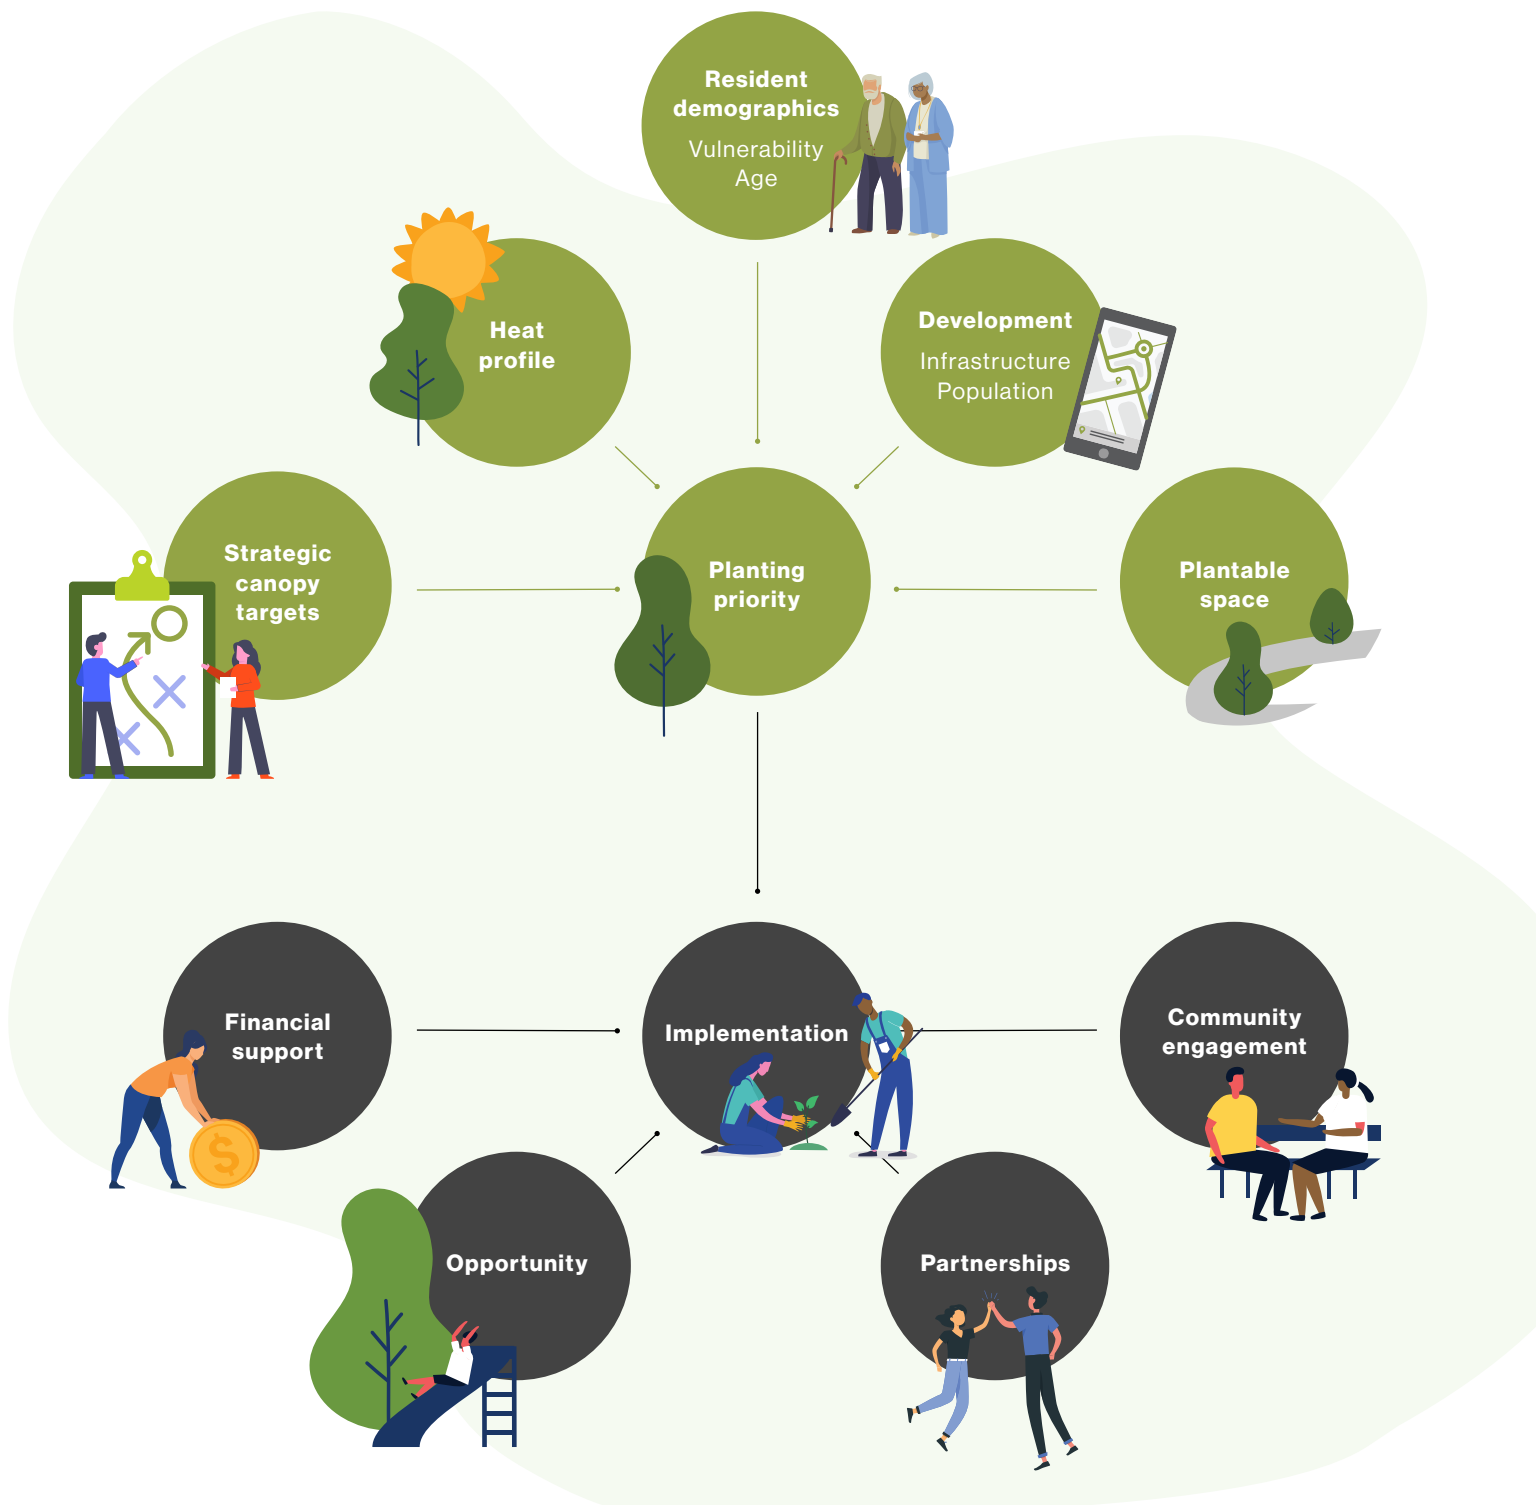 Resident
demographics
Vulnerability
Age
Heat
profile
Development
Infrastructure
Population
Strategic
canopy
targets
Planting
priority
Plantable
space
Financial
support
Implementation
Community
engagement
Opportunity
Partnerships
$